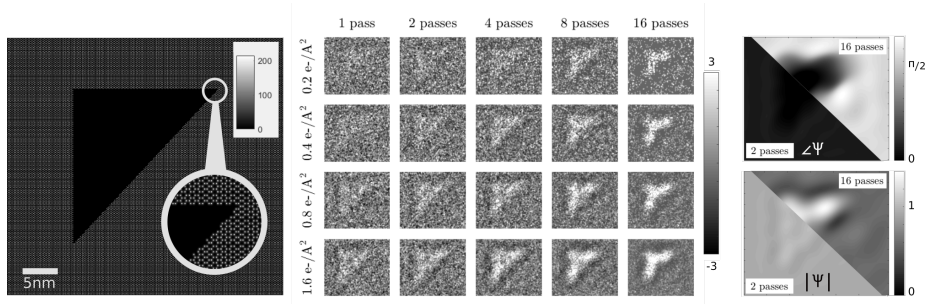 200
100
0
5nm
1 pass 2 passes 4 passes 8 passes 16 passes
0.2 e-/A²
0.4 e-/A²
0.8 e-/A²
1.6 e-/A²
3
-3
16 passes
2 passes ∠Ψ
π/2
0
16 passes
2 passes |Ψ|
1
0